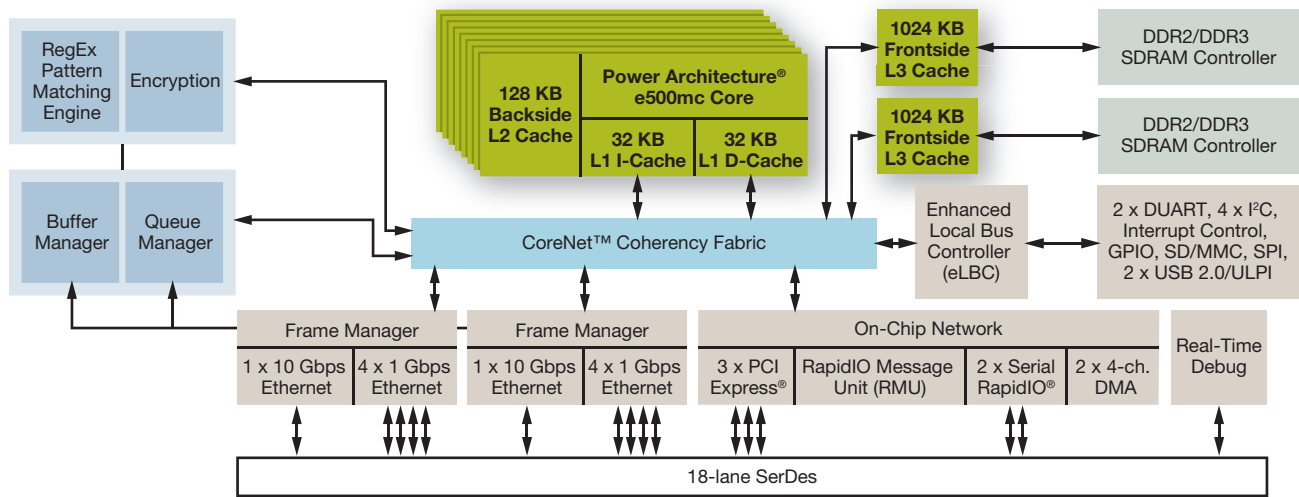 RegEx
Pattern
Matching
Engine
Encryption
128 KB
Backside
L2 Cache
Power Architecture®
e500mc Core
32 KB
L1 I-Cache
32 KB
L1 D-Cache
1024 KB
Frontside
L3 Cache
DDR2/DDR3
SDRAM Controller
1024 KB
Frontside
L3 Cache
DDR2/DDR3
SDRAM Controller
Buffer
Manager
Queue
Manager
CoreNet™ Coherency Fabric
Enhanced
Local Bus
Controller
(eLBC)
2 x DUART, 4 x I²C,
Interrupt Control,
GPIO, SD/MMC, SPI,
2 x USB 2.0/ULPI
Frame Manager
1 x 10 Gbps
Ethernet
4 x 1 Gbps
Ethernet
Frame Manager
1 x 10 Gbps
Ethernet
4 x 1 Gbps
Ethernet
On-Chip Network
3 x PCI
Express®
RapidIO Message
Unit (RMU)
2 x Serial
RapidIO®
2 x 4-ch.
DMA
Real-Time
Debug
18-lane SerDes